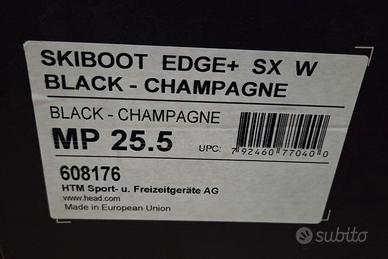 SKIBOOT EDGE+ SX W
BLACK - CHAMPAGNE
BLACK - CHAMPAGNE
MP 25.5
UPC: 7 92460 77040 0
608176
HTM Sport- u. Freizeitgeräte AG
www.head.com
Made in European Union
subito